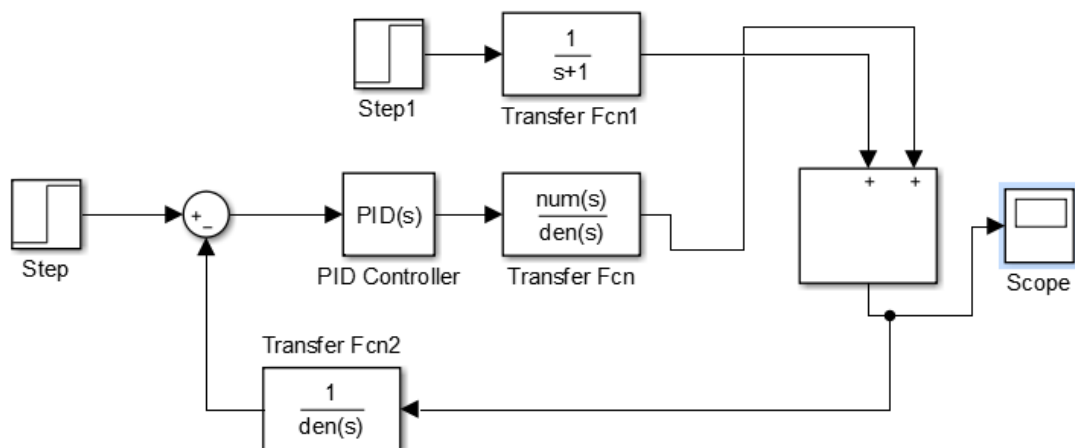 1
s+1
Step1
Transfer Fcn1
+ +
+
−
PID(s)
num(s)
den(s)
Step
PID Controller
Transfer Fcn
Scope
Transfer Fcn2
1
den(s)